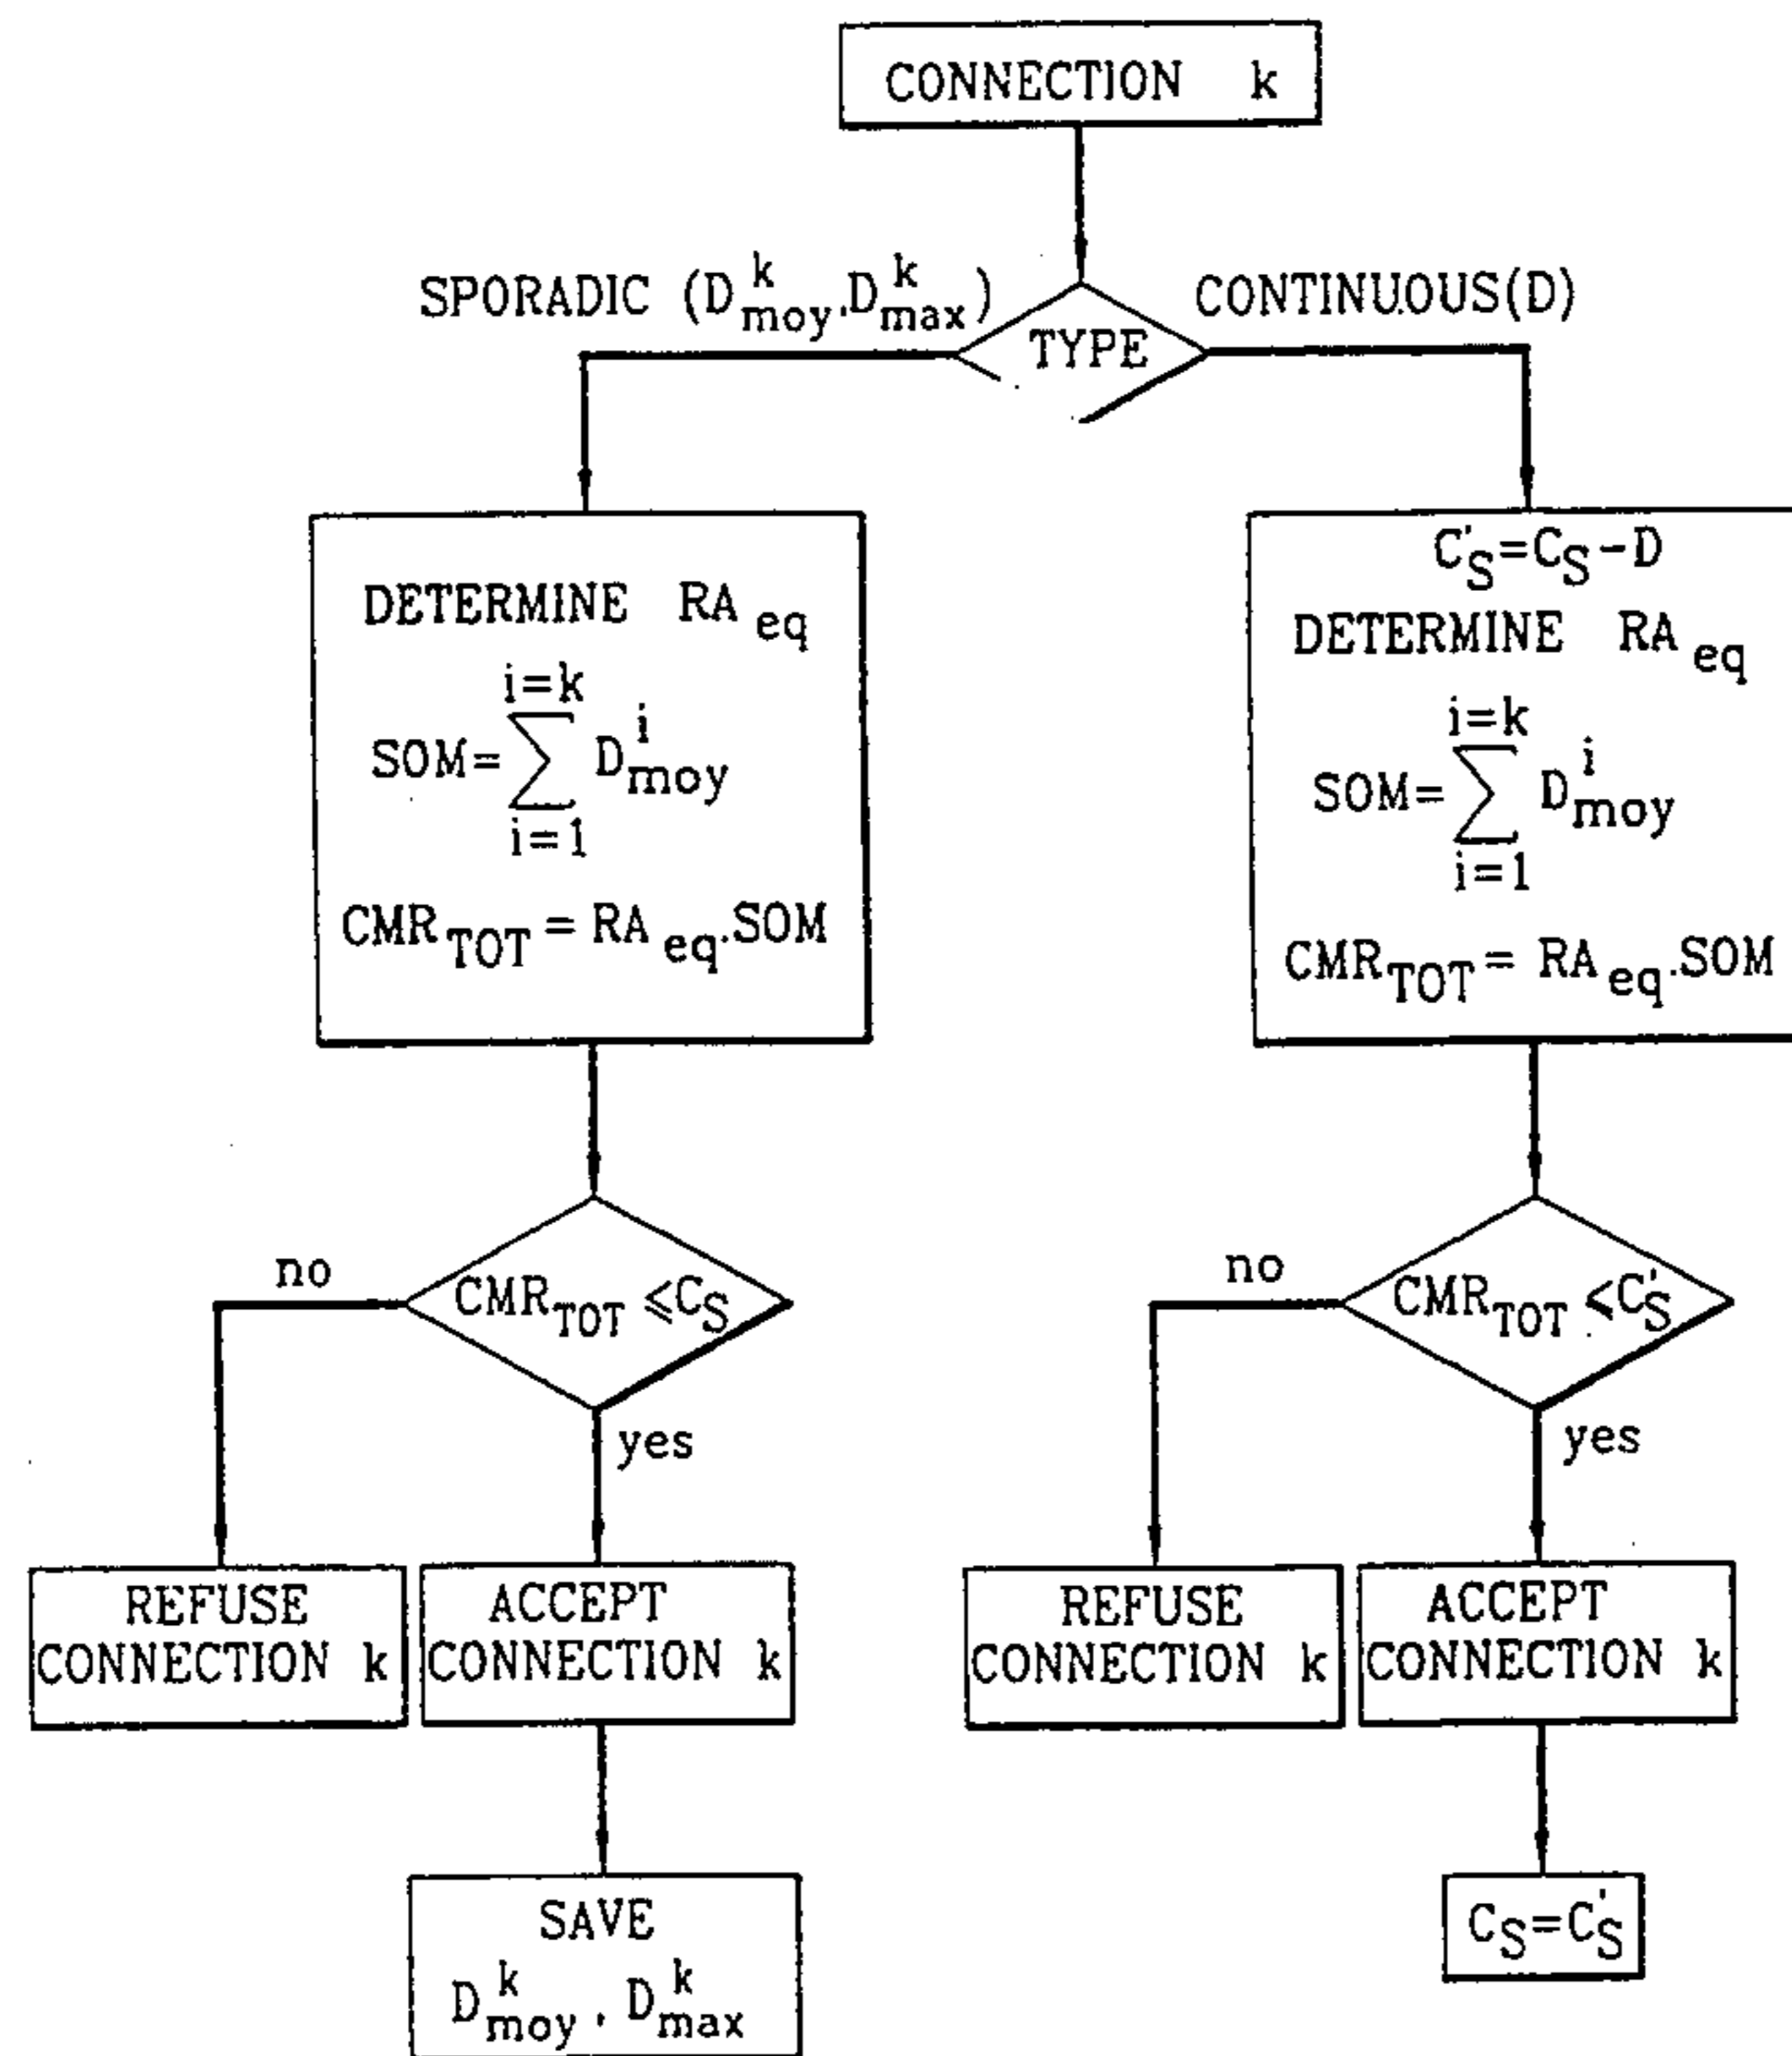 CONNECTION k
SPORADIC (D^k_moy, D^k_max)
CONTINUOUS(D)
TYPE
DETERMINE RA_eq
i=k
SOM=∑ D^i_moy
i=1
CMR_TOT = RA_eq.SOM
C'_S=C_S-D
DETERMINE RA_eq
i=k
SOM=∑ D^i_moy
i=1
CMR_TOT = RA_eq.SOM
no
CMR_TOT ⩽C_S
yes
no
CMR_TOT <C'_S
yes
REFUSE
CONNECTION k
ACCEPT
CONNECTION k
REFUSE
CONNECTION k
ACCEPT
CONNECTION k
SAVE
D^k_moy, D^k_max
C_S=C'_S